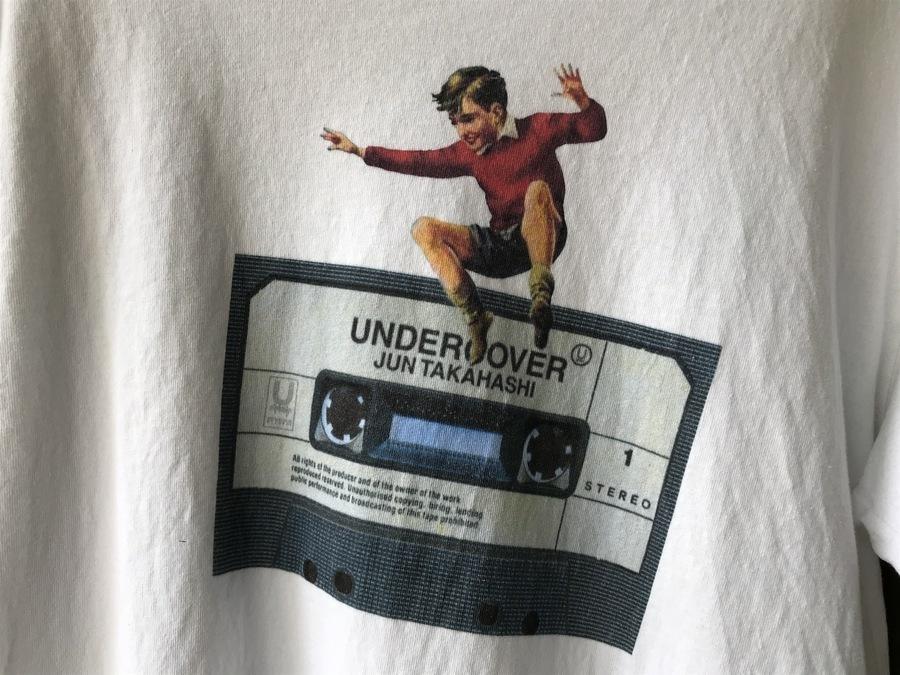 UNDERCOVER Ⓤ
JUN TAKAHASHI
U
1
STEREO
All rights of the producer and of the owner of the work
reproduced reserved. Unauthorised copying, hiring, lending
public performance and broadcasting of this tape prohibited.